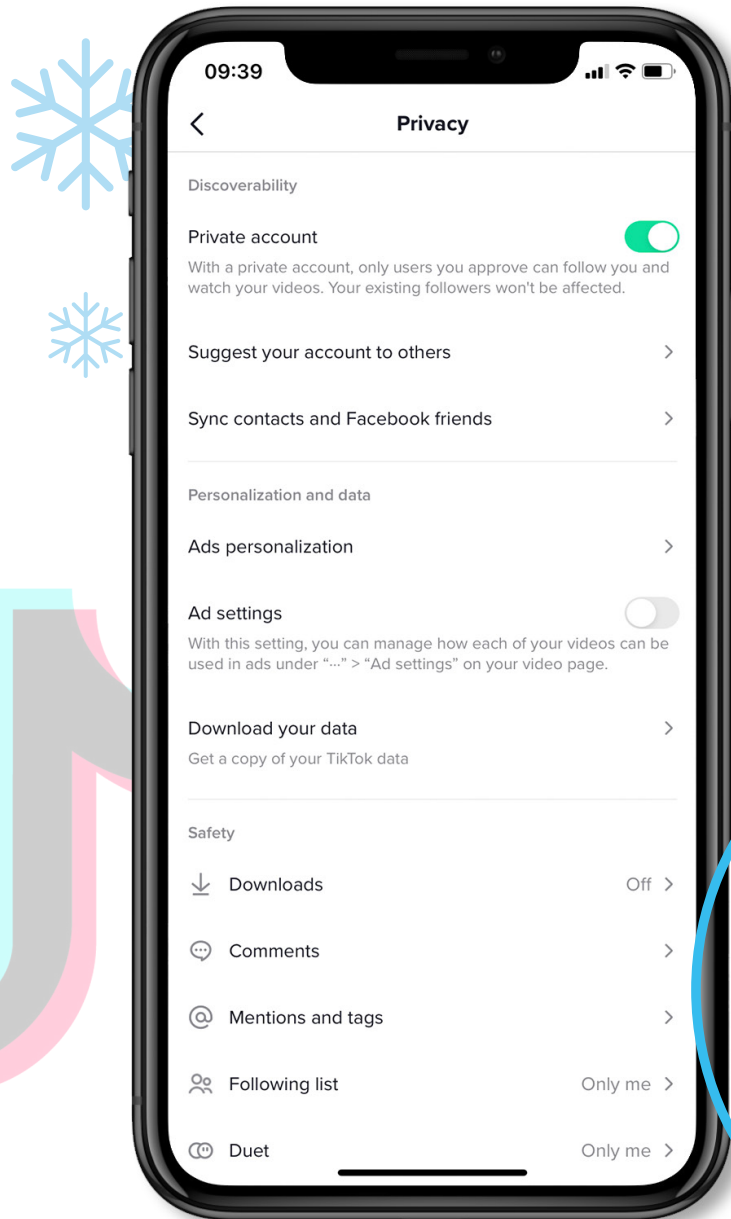 09:39
Privacy
Discoverability
Private account
With a private account, only users you approve can follow you and
watch your videos. Your existing followers won't be affected.
Suggest your account to others
Sync contacts and Facebook friends
Personalization and data
Ads personalization
Ad settings
With this setting, you can manage how each of your videos can be
used in ads under “···” > “Ad settings” on your video page.
Download your data
Get a copy of your TikTok data
Safety
Downloads Off
Comments
Mentions and tags
Following list Only me
Duet Only me